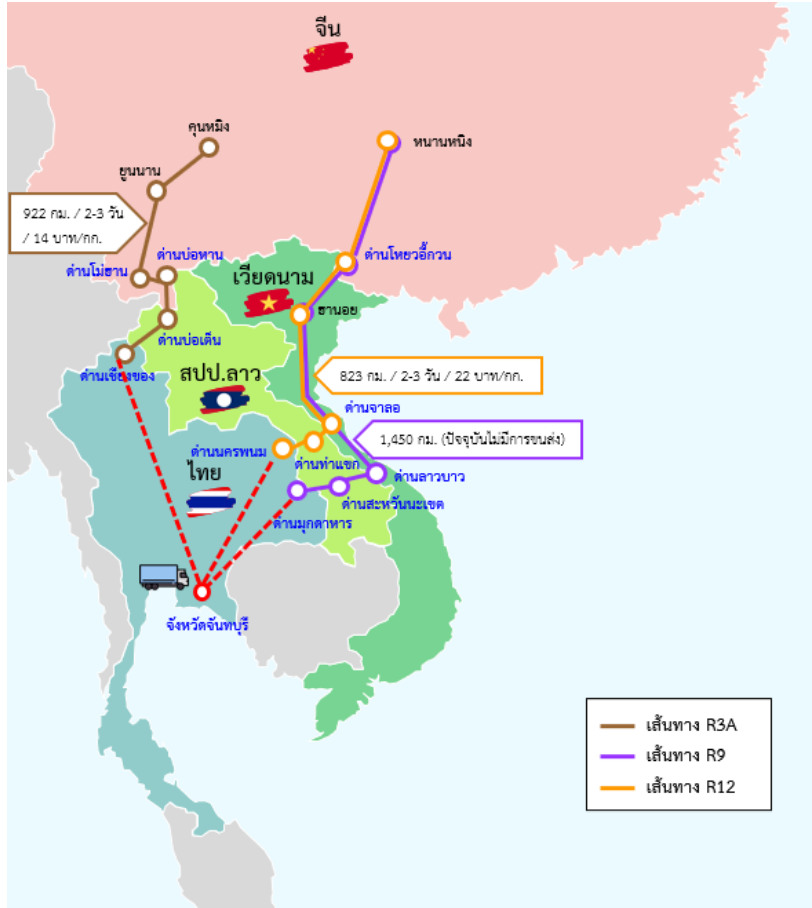 จีน
คุนหมิง
หนานหนิง
ยูนนาน
922 กม. / 2-3 วัน
/ 14 บาท/กก.
ด่านบ่อหาน
ด่านโม่ฮาน
ด่านโหยวอี้กวน
เวียดนาม
ฮานอย
ด่านบ่อเต็น
ด่านเชียงของ
สปป.ลาว
823 กม. / 2-3 วัน / 22 บาท/กก.
ด่านจาลอ
1,450 กม. (ปัจจุบันไม่มีการขนส่ง)
ด่านนครพนม
ด่านท่าแขก
ไทย
ด่านลาวบาว
ด่านสะหวันนะเขต
ด่านมุกดาหาร
จังหวัดจันทบุรี
เส้นทาง R3A
เส้นทาง R9
เส้นทาง R12